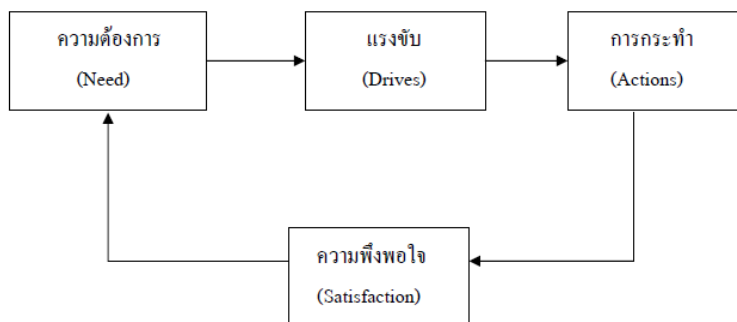 ความต้องการ
(Need)
แรงขับ
(Drives)
การกระทำ
(Actions)
ความพึงพอใจ
(Satisfaction)